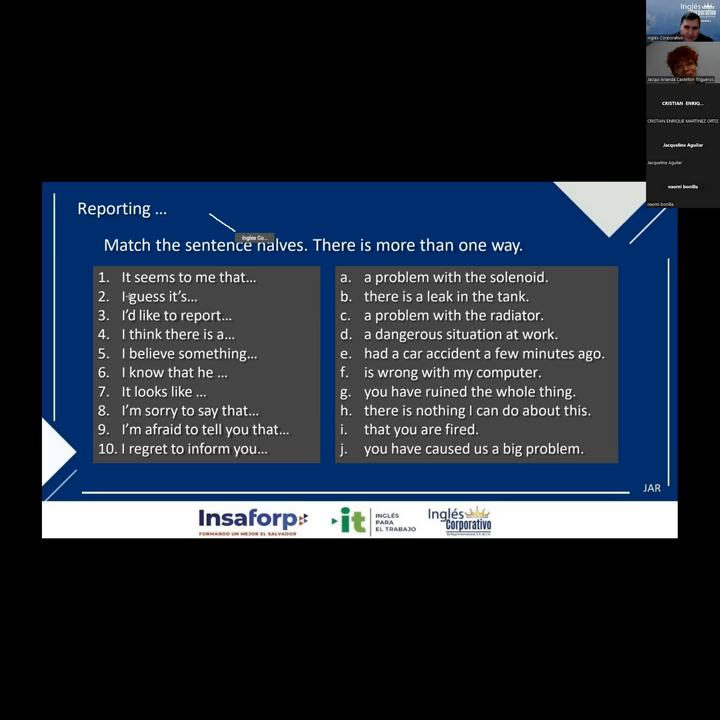 Inglés
Corporativo
Ingles Corporativo
Jacqui Arianda Castellon Trigueros
CRISTIAN ENRIQ...
CRISTIAN ENRIQUE MARTINEZ ORTIZ
Jacqueline Aguilar
Jacqueline Aguilar
naomi bonilla
naomi bonilla
Reporting ...
Ingles Co...
Match the sentence halves. There is more than one way.
1. It seems to me that...
2. I guess it's...
3. I'd like to report...
4. I think there is a...
5. I believe something...
6. I know that he ...
7. It looks like ...
8. I'm sorry to say that...
9. I'm afraid to tell you that...
10. I regret to inform you...
a. a problem with the solenoid.
b. there is a leak in the tank.
c. a problem with the radiator.
d. a dangerous situation at work.
e. had a car accident a few minutes ago.
f. is wrong with my computer.
g. you have ruined the whole thing.
h. there is nothing I can do about this.
i. that you are fired.
j. you have caused us a big problem.
JAR
Insaforp
FORMANDO UN MEJOR EL SALVADOR
it
INGLÉS
PARA
EL TRABAJO
Inglés
Corporativo